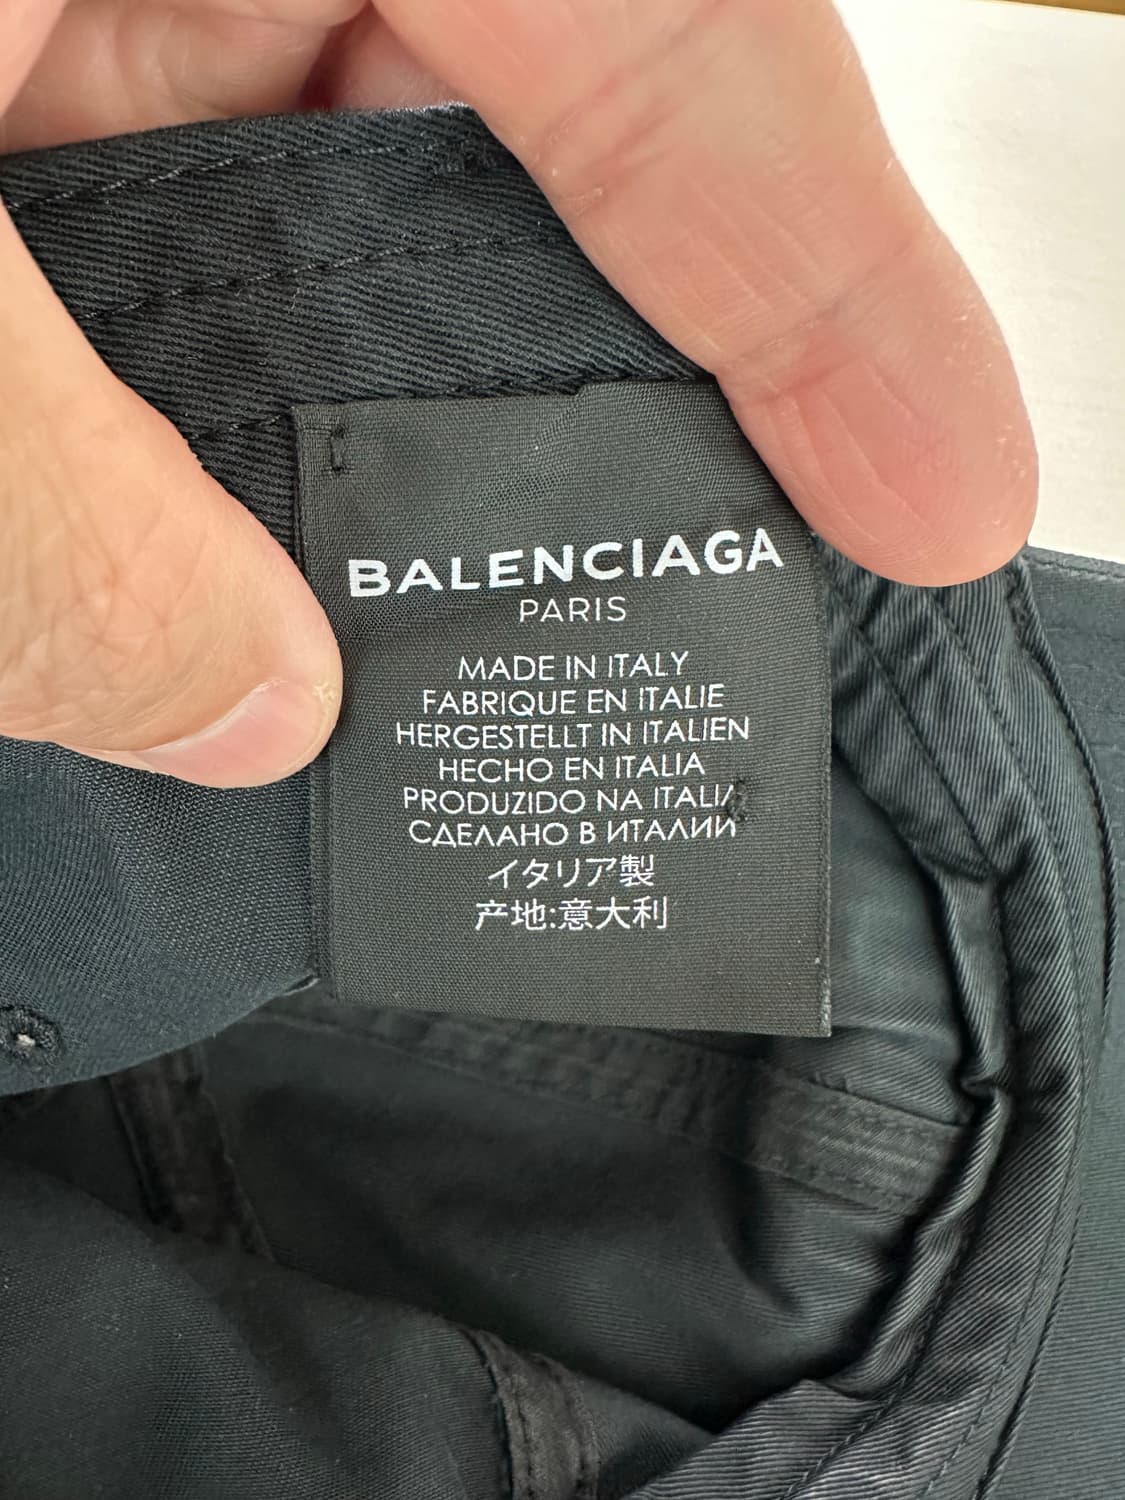 BALENCIAGA
PARIS
MADE IN ITALY
FABRIQUE EN ITALIE
HERGESTELLT IN ITALIEN
HECHO EN ITALIA
PRODUZIDO NA ITALIA
СДЕЛАНО В ИТАЛИИ
イタリア製
产地:意大利